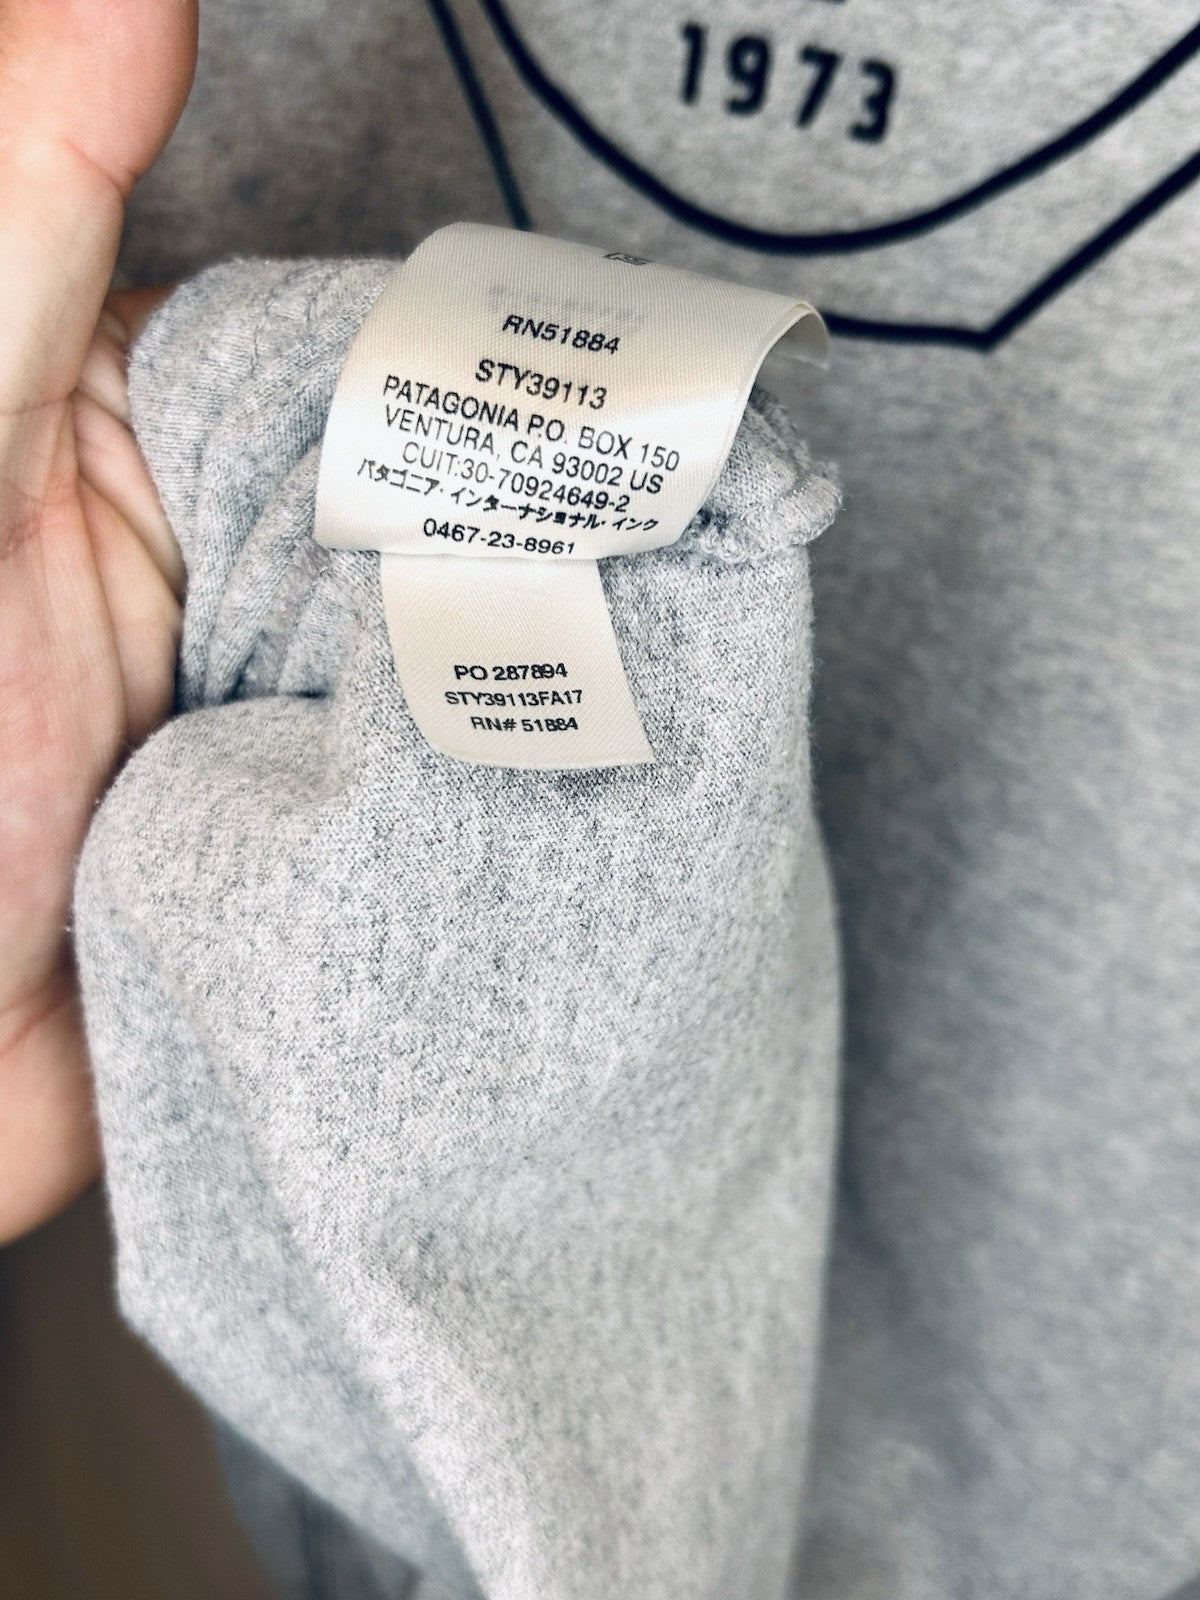 1973
RN51884
STY39113
PATAGONIA P.O. BOX 150
VENTURA, CA 93002 US
CUIT:30-70924649-2
パタゴニア・インターナショナル・インク
0467-23-8961
PO 287894
STY39113FA17
RN# 51884